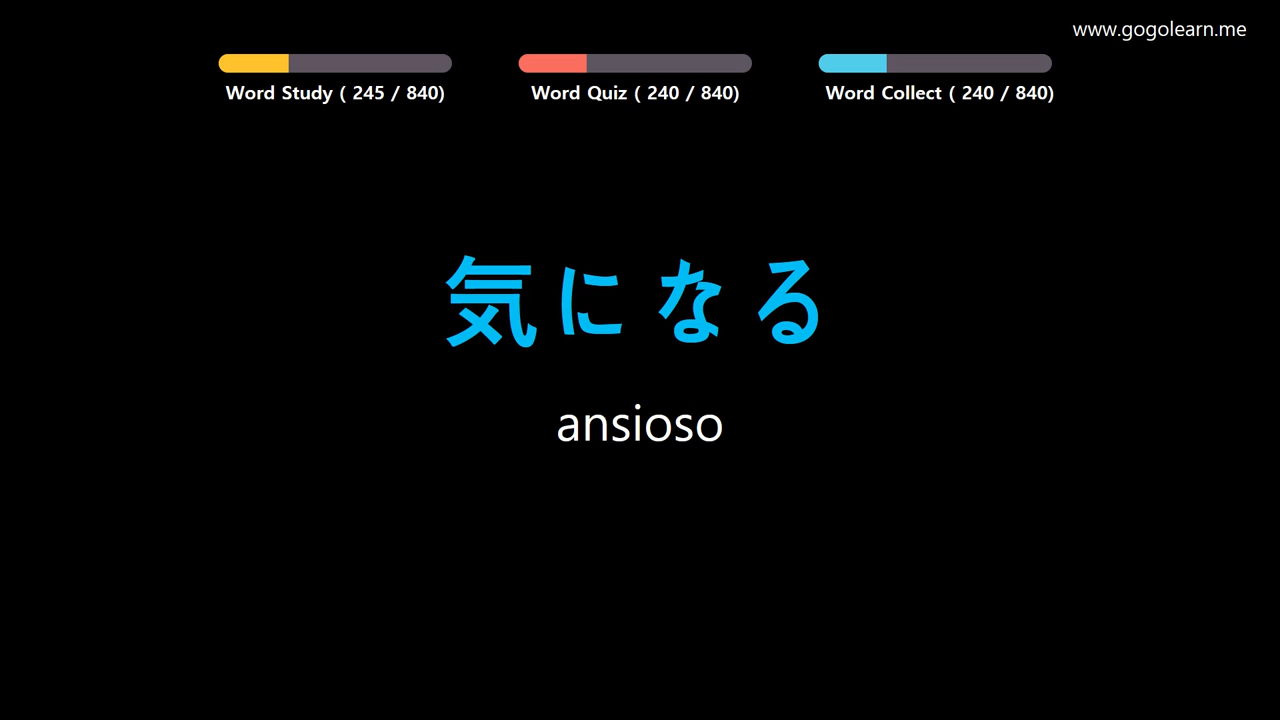 www.gogolearn.me
Word Study ( 245 / 840)
Word Quiz ( 240 / 840)
Word Collect ( 240 / 840)
気になる
ansioso